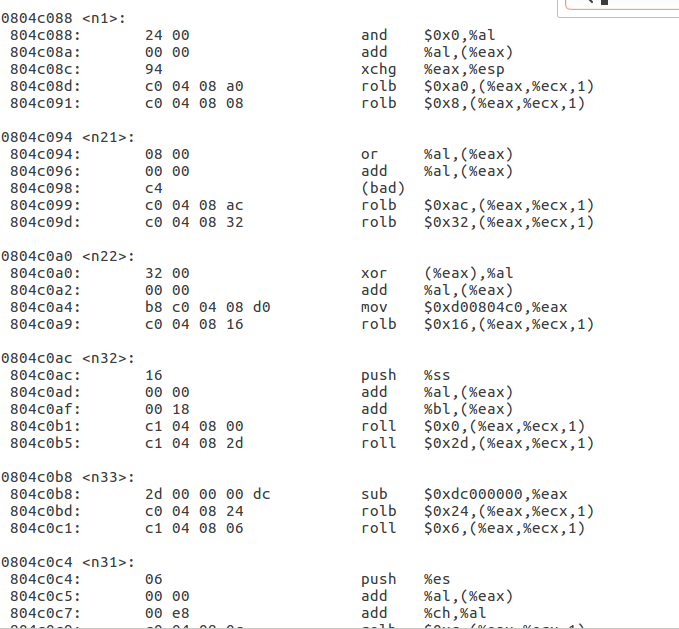 0804c088 <n1>:
804c088: 24 00 and $0x0,%al
804c08a: 00 00 add %al,(%eax)
804c08c: 94 xchg %eax,%esp
804c08d: c0 04 08 a0 rolb $0xa0,(%eax,%ecx,1)
804c091: c0 04 08 08 rolb $0x8,(%eax,%ecx,1)
0804c094 <n21>:
804c094: 08 00 or %al,(%eax)
804c096: 00 00 add %al,(%eax)
804c098: c4 (bad)
804c099: c0 04 08 ac rolb $0xac,(%eax,%ecx,1)
804c09d: c0 04 08 32 rolb $0x32,(%eax,%ecx,1)
0804c0a0 <n22>:
804c0a0: 32 00 xor (%eax),%al
804c0a2: 00 00 add %al,(%eax)
804c0a4: b8 c0 04 08 d0 mov $0xd00804c0,%eax
804c0a9: c0 04 08 16 rolb $0x16,(%eax,%ecx,1)
0804c0ac <n32>:
804c0ac: 16 push %ss
804c0ad: 00 00 add %al,(%eax)
804c0af: 00 18 add %bl,(%eax)
804c0b1: c1 04 08 00 roll $0x0,(%eax,%ecx,1)
804c0b5: c1 04 08 2d roll $0x2d,(%eax,%ecx,1)
0804c0b8 <n33>:
804c0b8: 2d 00 00 00 dc sub $0xdc000000,%eax
804c0bd: c0 04 08 24 rolb $0x24,(%eax,%ecx,1)
804c0c1: c1 04 08 06 roll $0x6,(%eax,%ecx,1)
0804c0c4 <n31>:
804c0c4: 06 push %es
804c0c5: 00 00 add %al,(%eax)
804c0c7: 00 e8 add %ch,%al